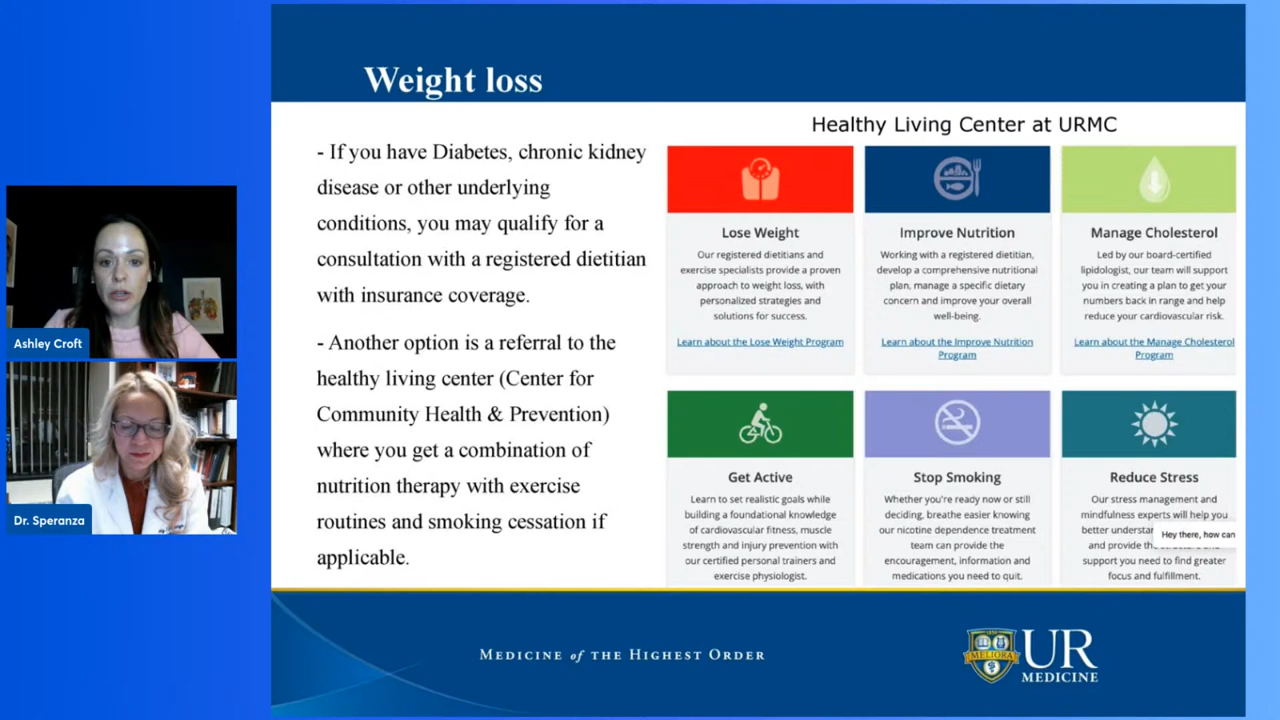 Weight loss
- If you have Diabetes, chronic kidney
disease or other underlying
conditions, you may qualify for a
consultation with a registered dietitian
with insurance coverage.
- Another option is a referral to the
healthy living center (Center for
Community Health & Prevention)
where you get a combination of
nutrition therapy with exercise
routines and smoking cessation if
applicable.
Healthy Living Center at URMC
Lose Weight
Our registered dietitians and
exercise specialists provide a proven
approach to weight loss, with
personalized strategies and
solutions for success.
Learn about the Lose Weight Program
Improve Nutrition
Working with a registered dietitian,
develop a comprehensive nutritional
plan, manage a specific dietary
concern and improve your overall
well-being.
Learn about the Improve Nutrition
Program
Manage Cholesterol
Led by our board-certified
lipidologist, our team will support
you in creating a plan to get your
numbers back in range and help
reduce your cardiovascular risk.
Learn about the Manage Cholesterol
Program
Get Active
Learn to set realistic goals while
building a foundational knowledge
of cardiovascular fitness, muscle
strength and injury prevention with
our certified personal trainers and
exercise physiologist.
Stop Smoking
Whether you're ready now or still
deciding, breathe easier knowing
our nicotine dependence treatment
team can provide the
encouragement, information and
medications you need to quit.
Reduce Stress
Our stress management and
mindfulness experts will help you
better understan
and provide the
support you need to find greater
focus and fulfillment.
Hey there, how can
Ashley Croft
Dr. Speranza
MEDICINE of THE HIGHEST ORDER
MELIORA
UR
MEDICINE